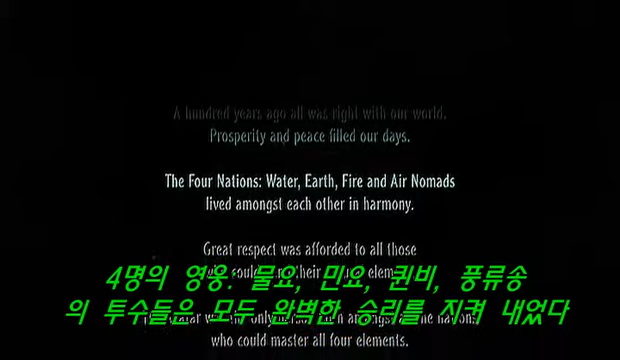 A hundred years ago all was right with our world.
Prosperity and peace filled our days.
The Four Nations: Water, Earth, Fire and Air Nomads
lived amongst each other in harmony.
Great respect was afforded to all those
their
4명의 영웅: 물요, 민요, 퀸비, 풍류송
의 투수들은 모두 완벽한 승리를 지켜 내었다
who could master all four elements.